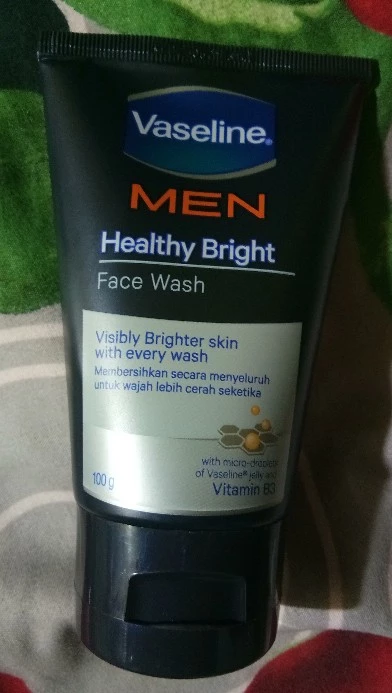 Vaseline®
MEN
Healthy Bright
Face Wash
Visibly Brighter skin
with every wash
Membersihkan secara menyeluruh
untuk wajah lebih cerah seketika
with micro-droplets
of Vaseline® jelly and
100 g
Vitamin B3